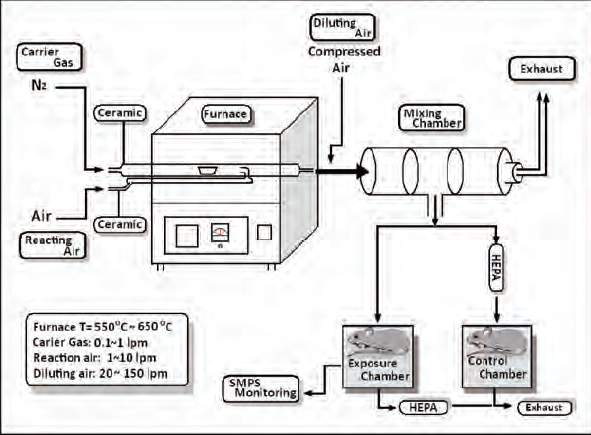 Diluting
Air
Compressed
Air
Carrier
Gas
N2
Exhaust
Ceramic
Furnace
Mixing
Chamber
Air
Ceramic
Reacting
Air
HEPA
Furnace T= 550°C~ 650°C
Carier Gas: 0.1~1 lpm
Reaction air: 1~10 lpm
Diluting air: 20~ 150 lpm
Exposure
Chamber
Control
Chamber
SMPS
Monitoring
HEPA
Exhaust